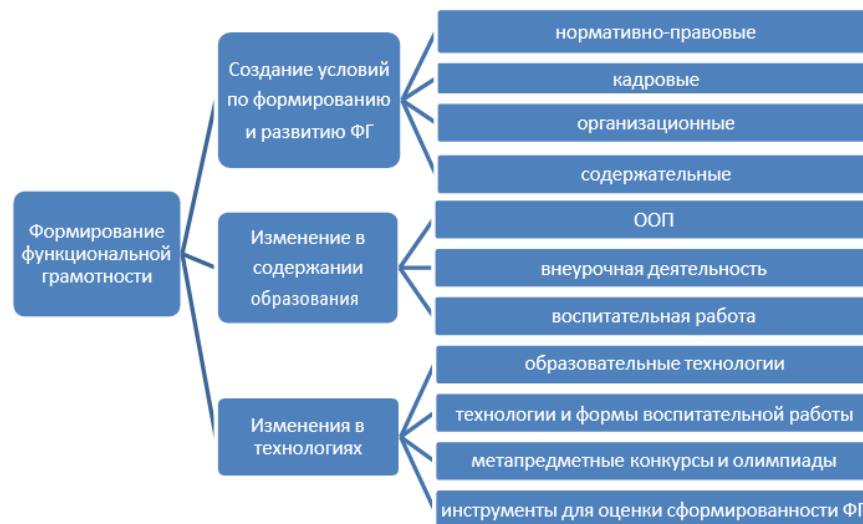 Формирование
функциональной
грамотности
Создание условий
по формированию
и развитию ФГ
нормативно-правовые
кадровые
организационные
содержательные
Изменение в
содержании
образования
ООП
внеурочная деятельность
воспитательная работа
Изменения в
технологиях
образовательные технологии
технологии и формы воспитательной работы
метапредметные конкурсы и олимпиады
инструменты для оценки сформированности ФГ